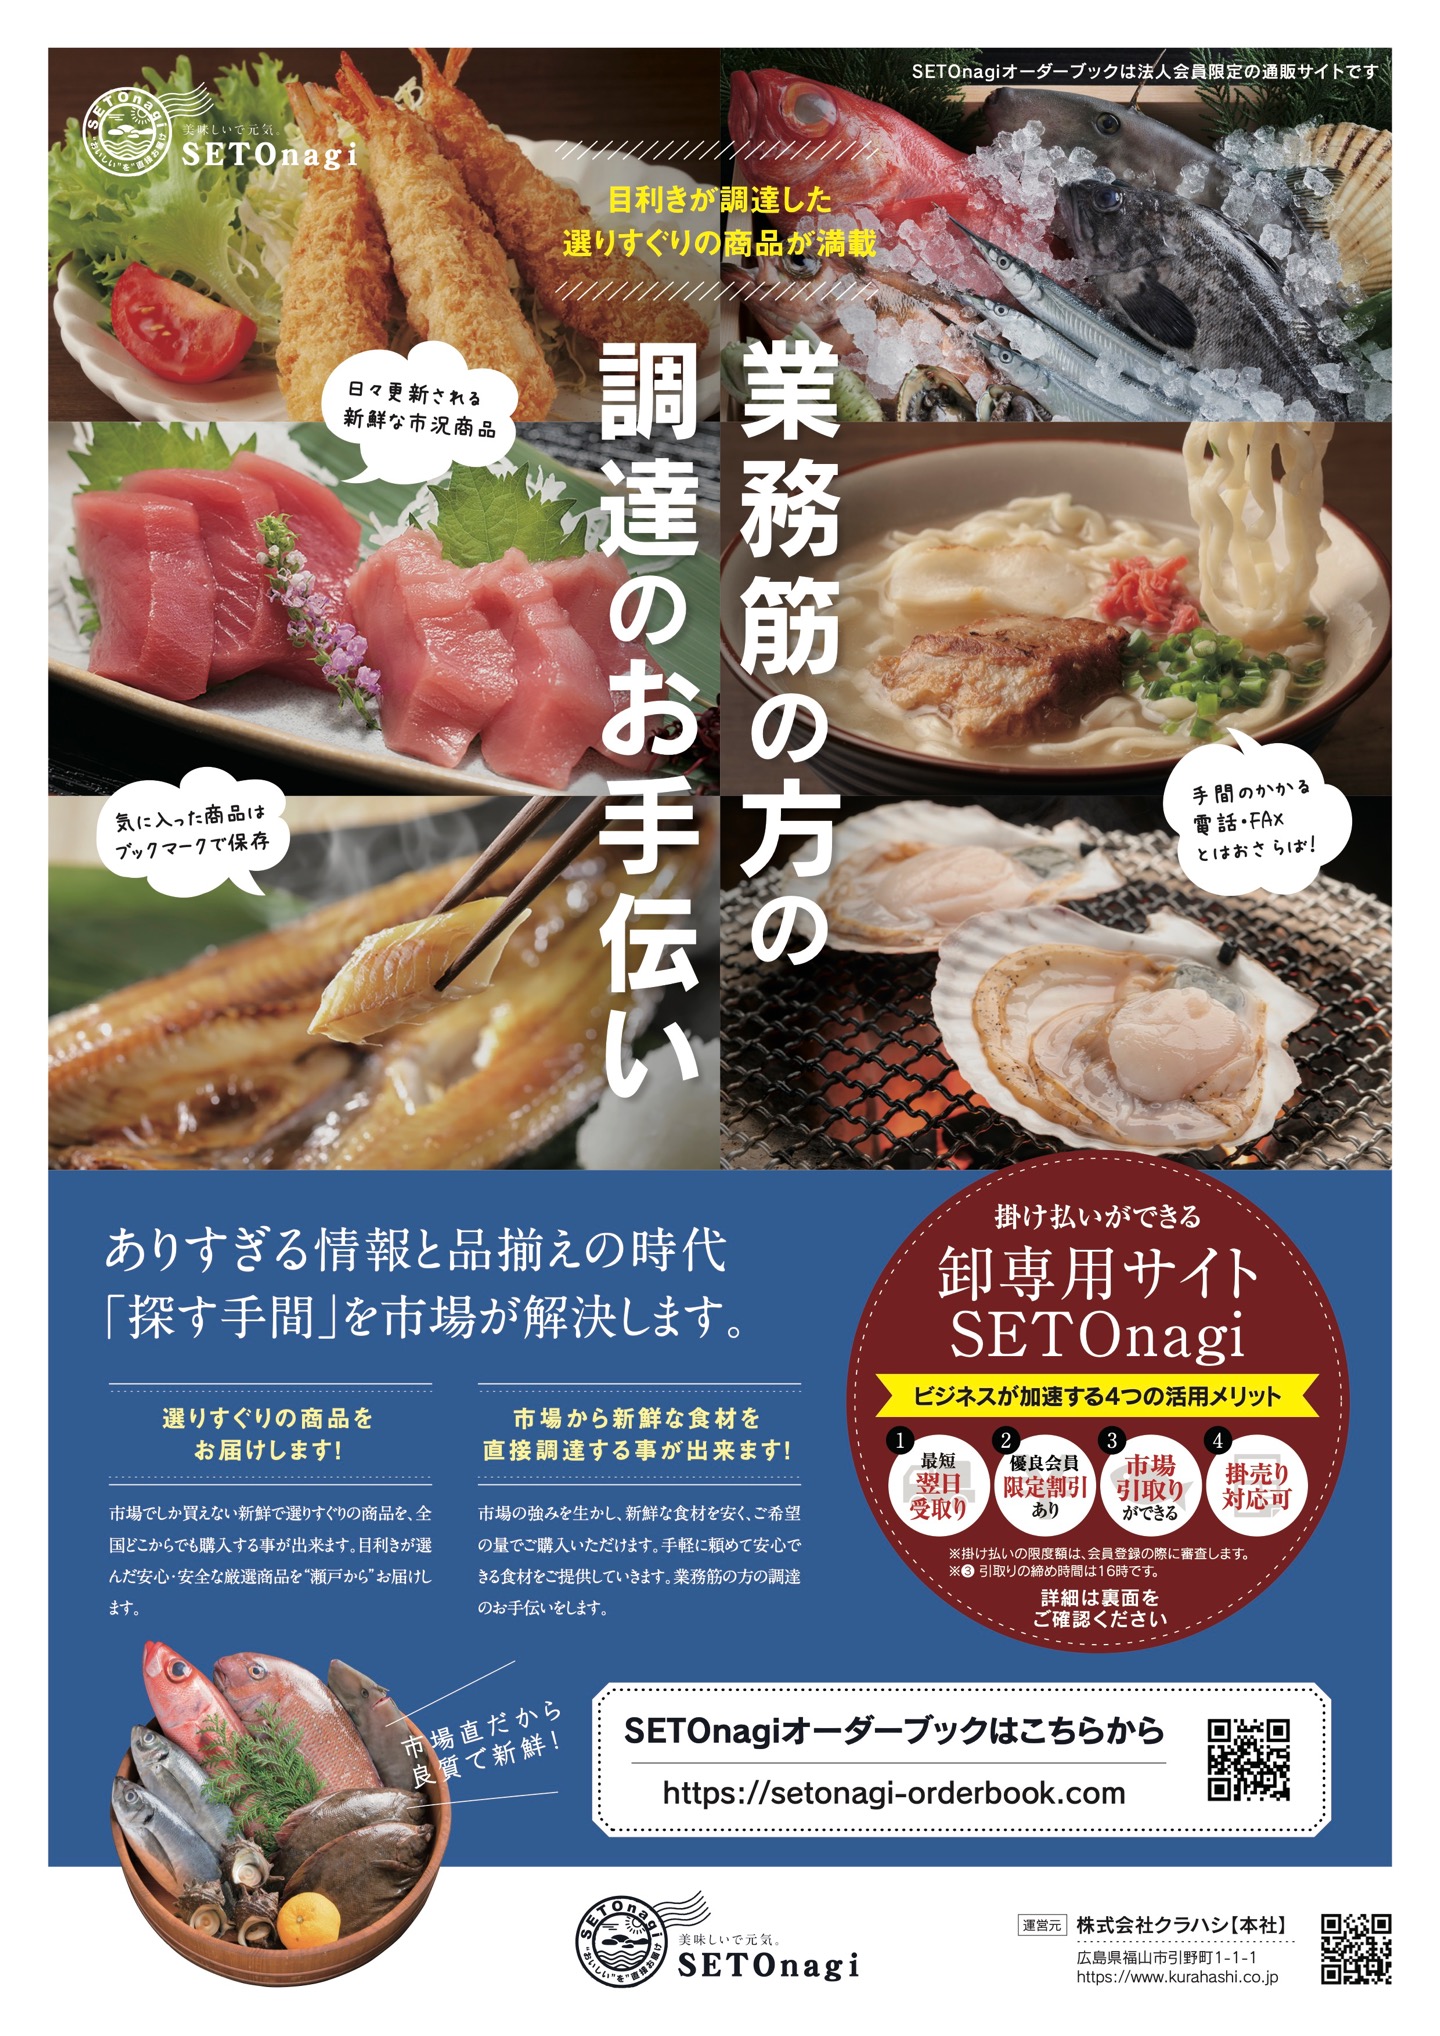 SETOnagiオーダーブックは法人会員限定の通販サイトです
SETOnagi
"おいしい"を"直接お届け
美味しいで元気。
SETOnagi
目利きが調達した
選りすぐりの商品が満載
業務筋の方の
調達のお手伝い
日々更新される
新鮮な市況商品
気に入った商品は
ブックマークで保存
手間のかかる
電話・FAX
とはおさらば!
ありすぎる情報と品揃えの時代
「探す手間」を市場が解決します。
選りすぐりの商品を
お届けします!
市場でしか買えない新鮮で選りすぐりの商品を、全
国どこからでも購入する事が出来ます。目利きが選
んだ安心・安全な厳選商品を“瀬戸から”お届けし
ます。
市場から新鮮な食材を
直接調達する事が出来ます!
市場の強みを生かし、新鮮な食材を安く、ご希望
の量でご購入いただけます。手軽に頼めて安心で
きる食材をご提供していきます。業務筋の方の調達
のお手伝いをします。
掛け払いができる
卸専用サイト
SETOnagi
ビジネスが加速する4つの活用メリット
1
最短
翌日
受取り
2
優良会員
限定割引
あり
3
市場
引取り
ができる
4
掛売り
対応可
※掛け払いの限度額は、会員登録の際に審査します。
※❸ 引取りの締め時間は16時です。
詳細は裏面を
ご確認ください
市場直だから
良質で新鮮!
SETOnagiオーダーブックはこちらから
https://setonagi-orderbook.com
SETOnagi
"おいしい"を"直接お届け
美味しいで元気。
SETOnagi
運営元 株式会社クラハシ【本社】
広島県福山市引野町1-1-1
https://www.kurahashi.co.jp